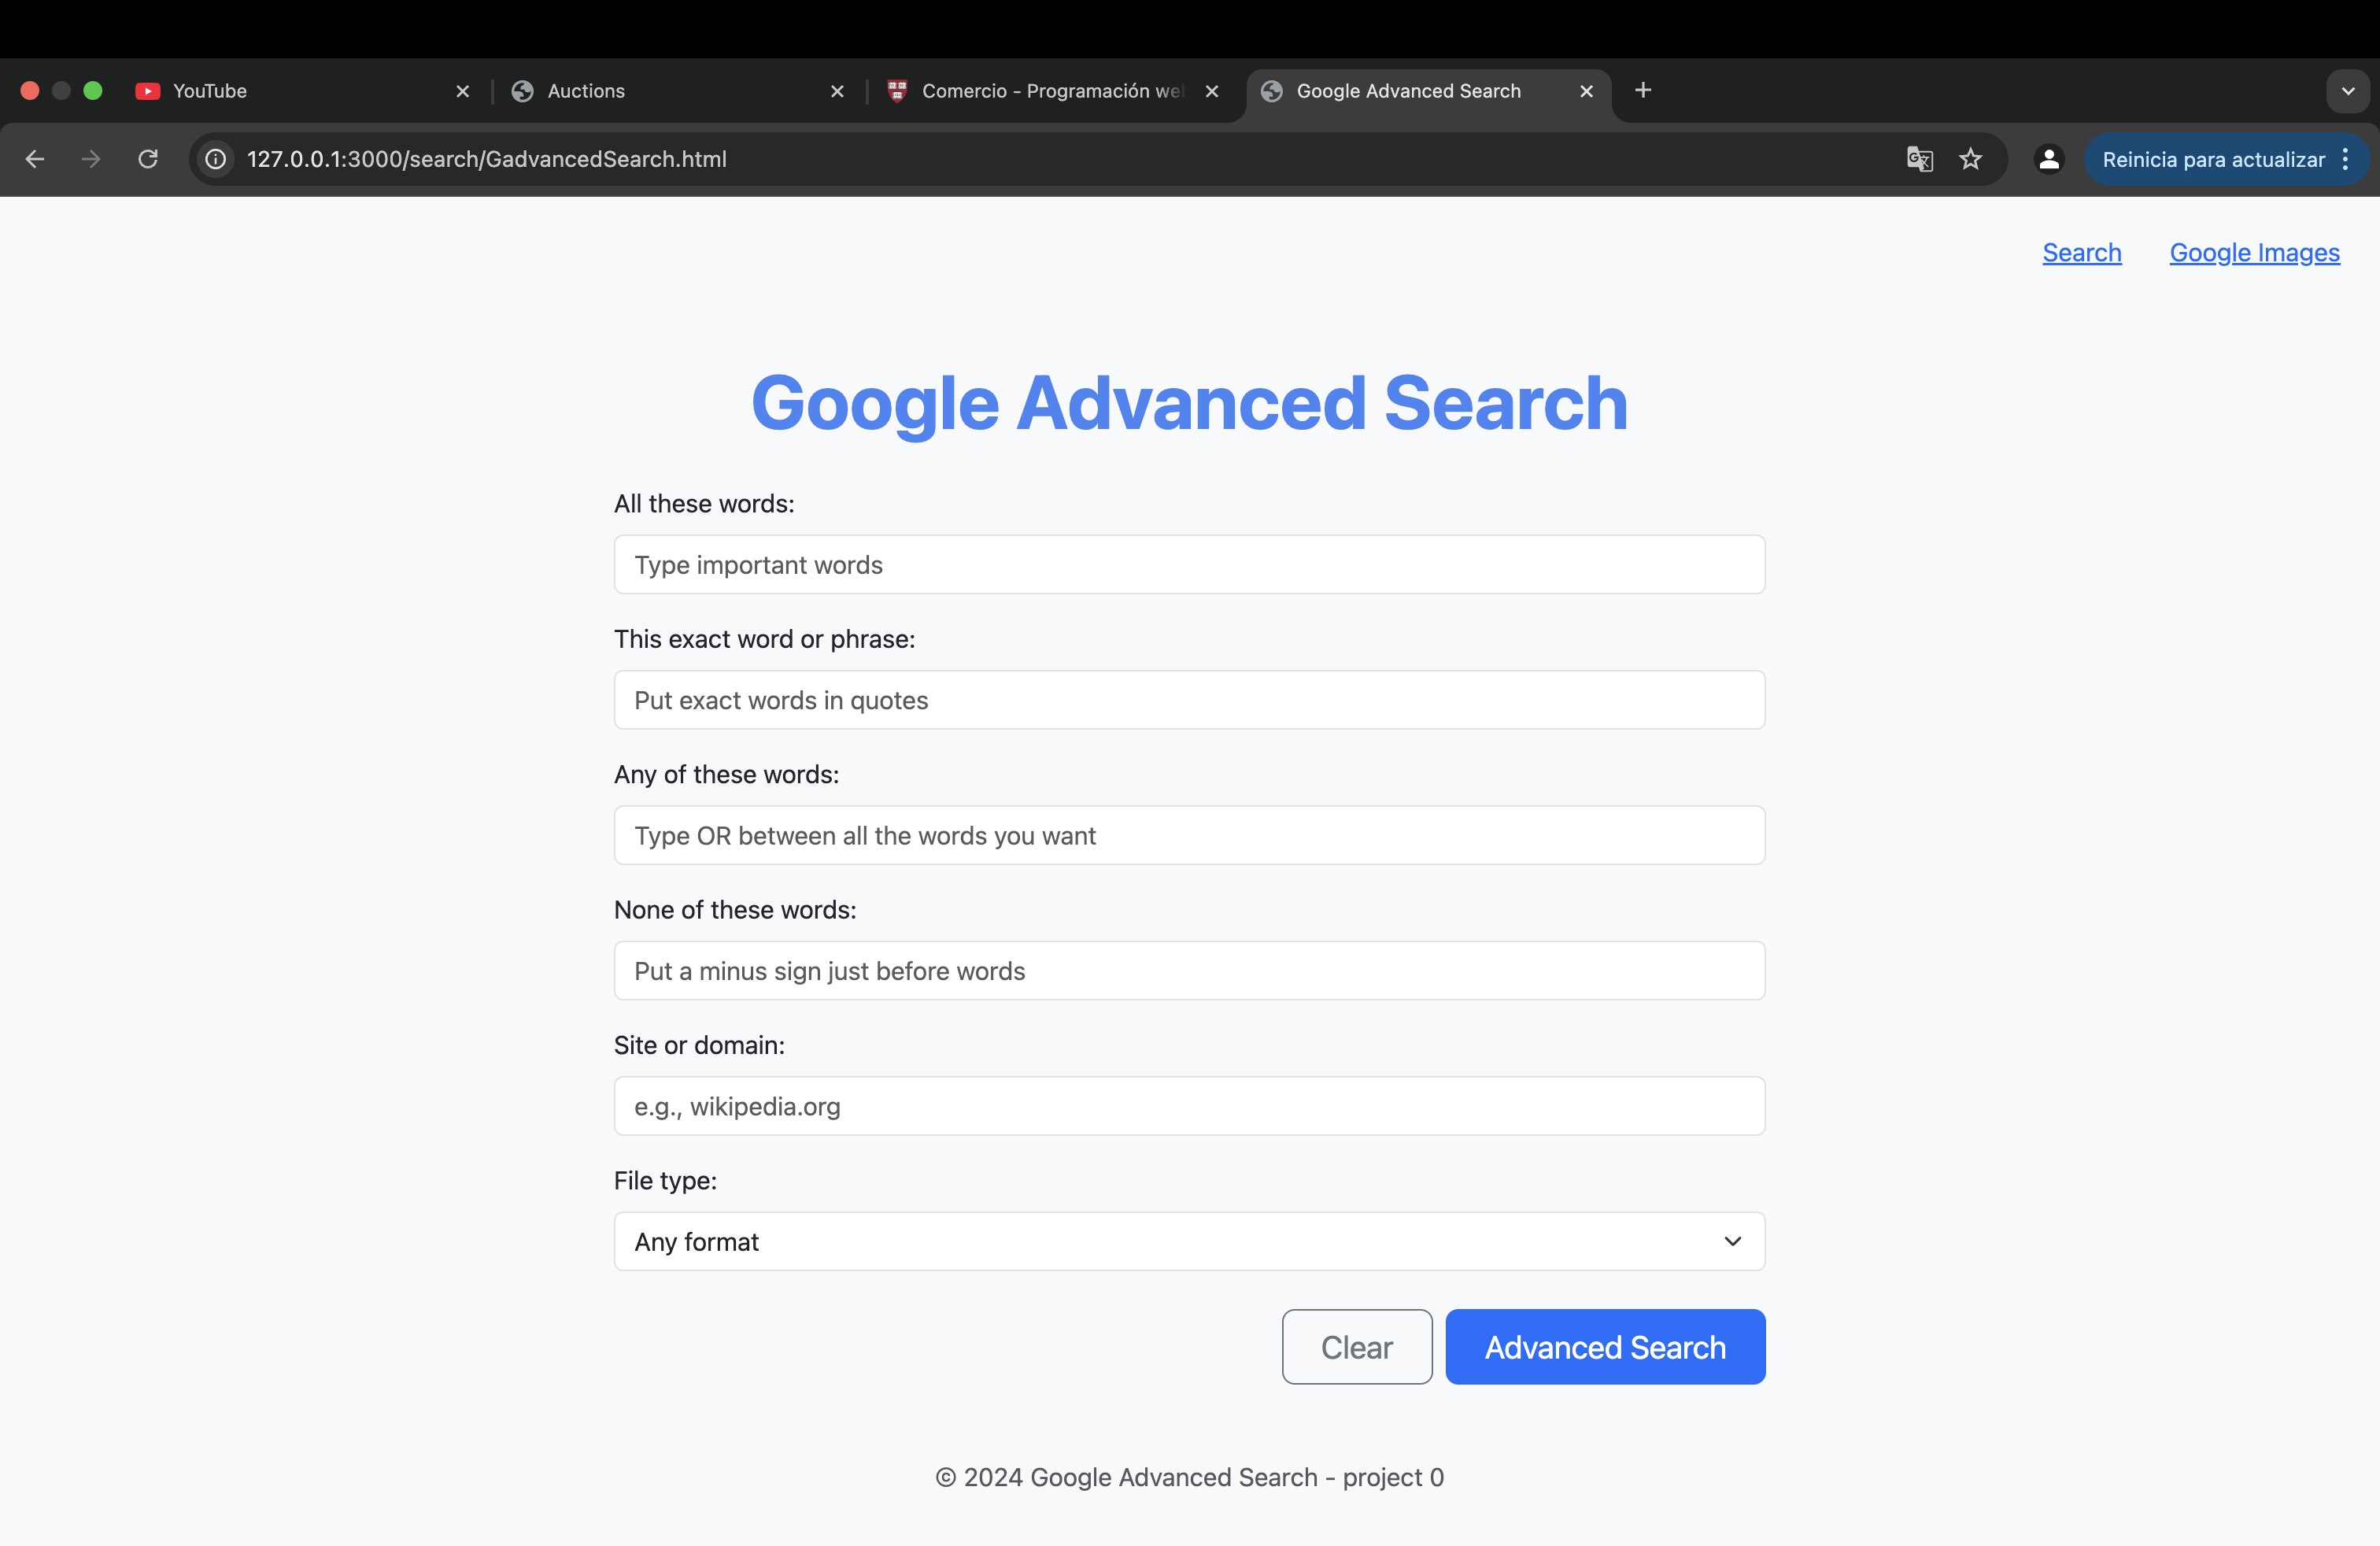 YouTube
Auctions
Comercio - Programación we
Google Advanced Search
127.0.0.1:3000/search/GadvancedSearch.html
Reinicia para actualizar
Search
Google Images
Google Advanced Search
All these words:
Type important words
This exact word or phrase:
Put exact words in quotes
Any of these words:
Type OR between all the words you want
None of these words:
Put a minus sign just before words
Site or domain:
e.g., wikipedia.org
File type:
Any format
Clear
Advanced Search
© 2024 Google Advanced Search - project 0